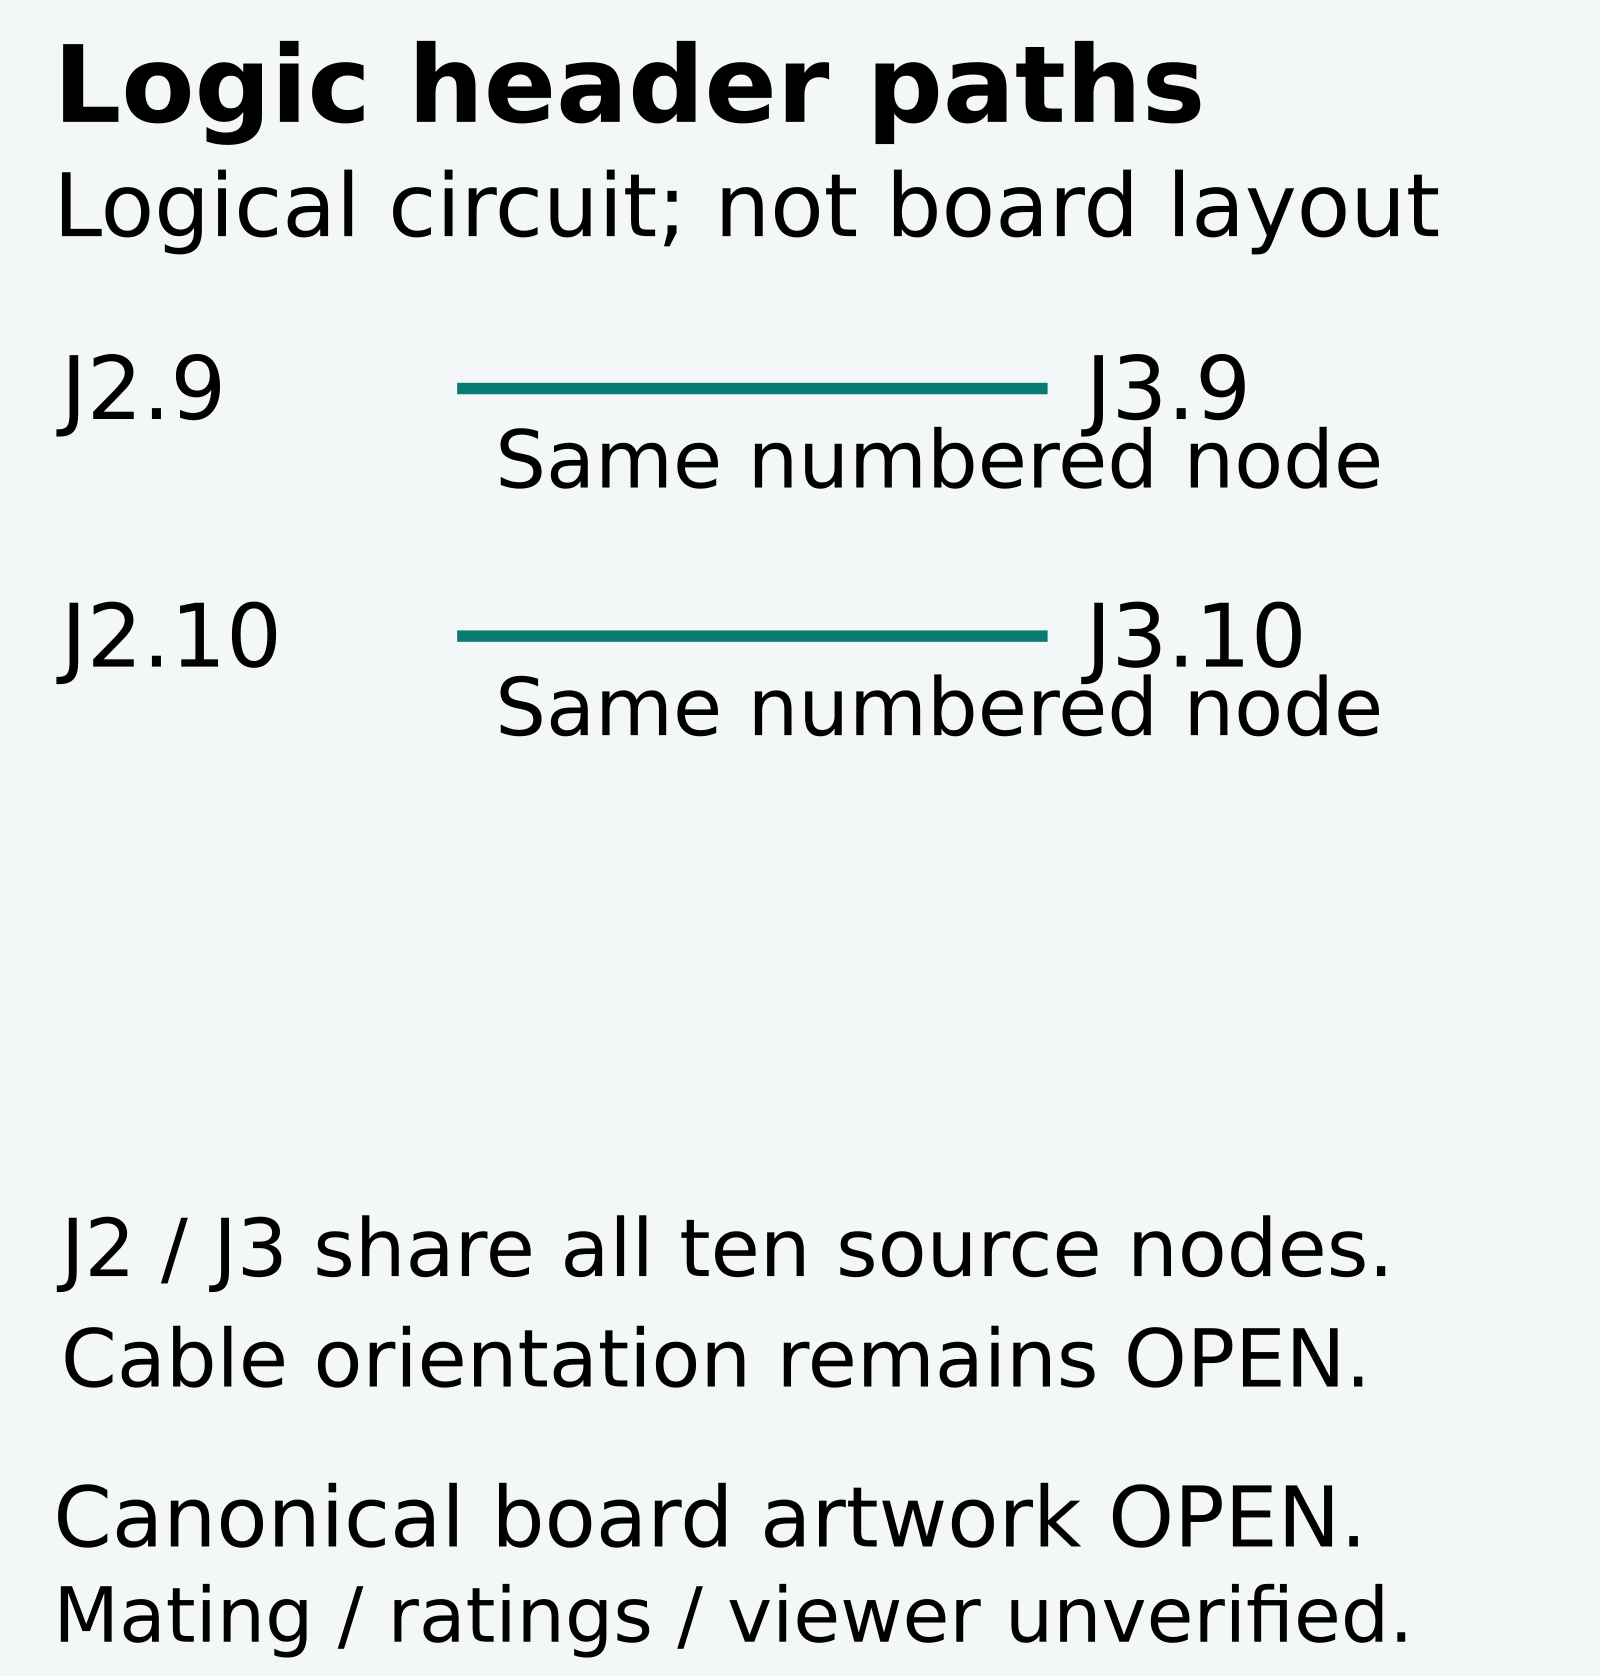 Logic header paths
Logical circuit; not board layout
J2.9 J3.9
Same numbered node
J2.10 J3.10
Same numbered node
J2 / J3 share all ten source nodes.
Cable orientation remains OPEN.
Canonical board artwork OPEN.
Mating / ratings / viewer unverified.